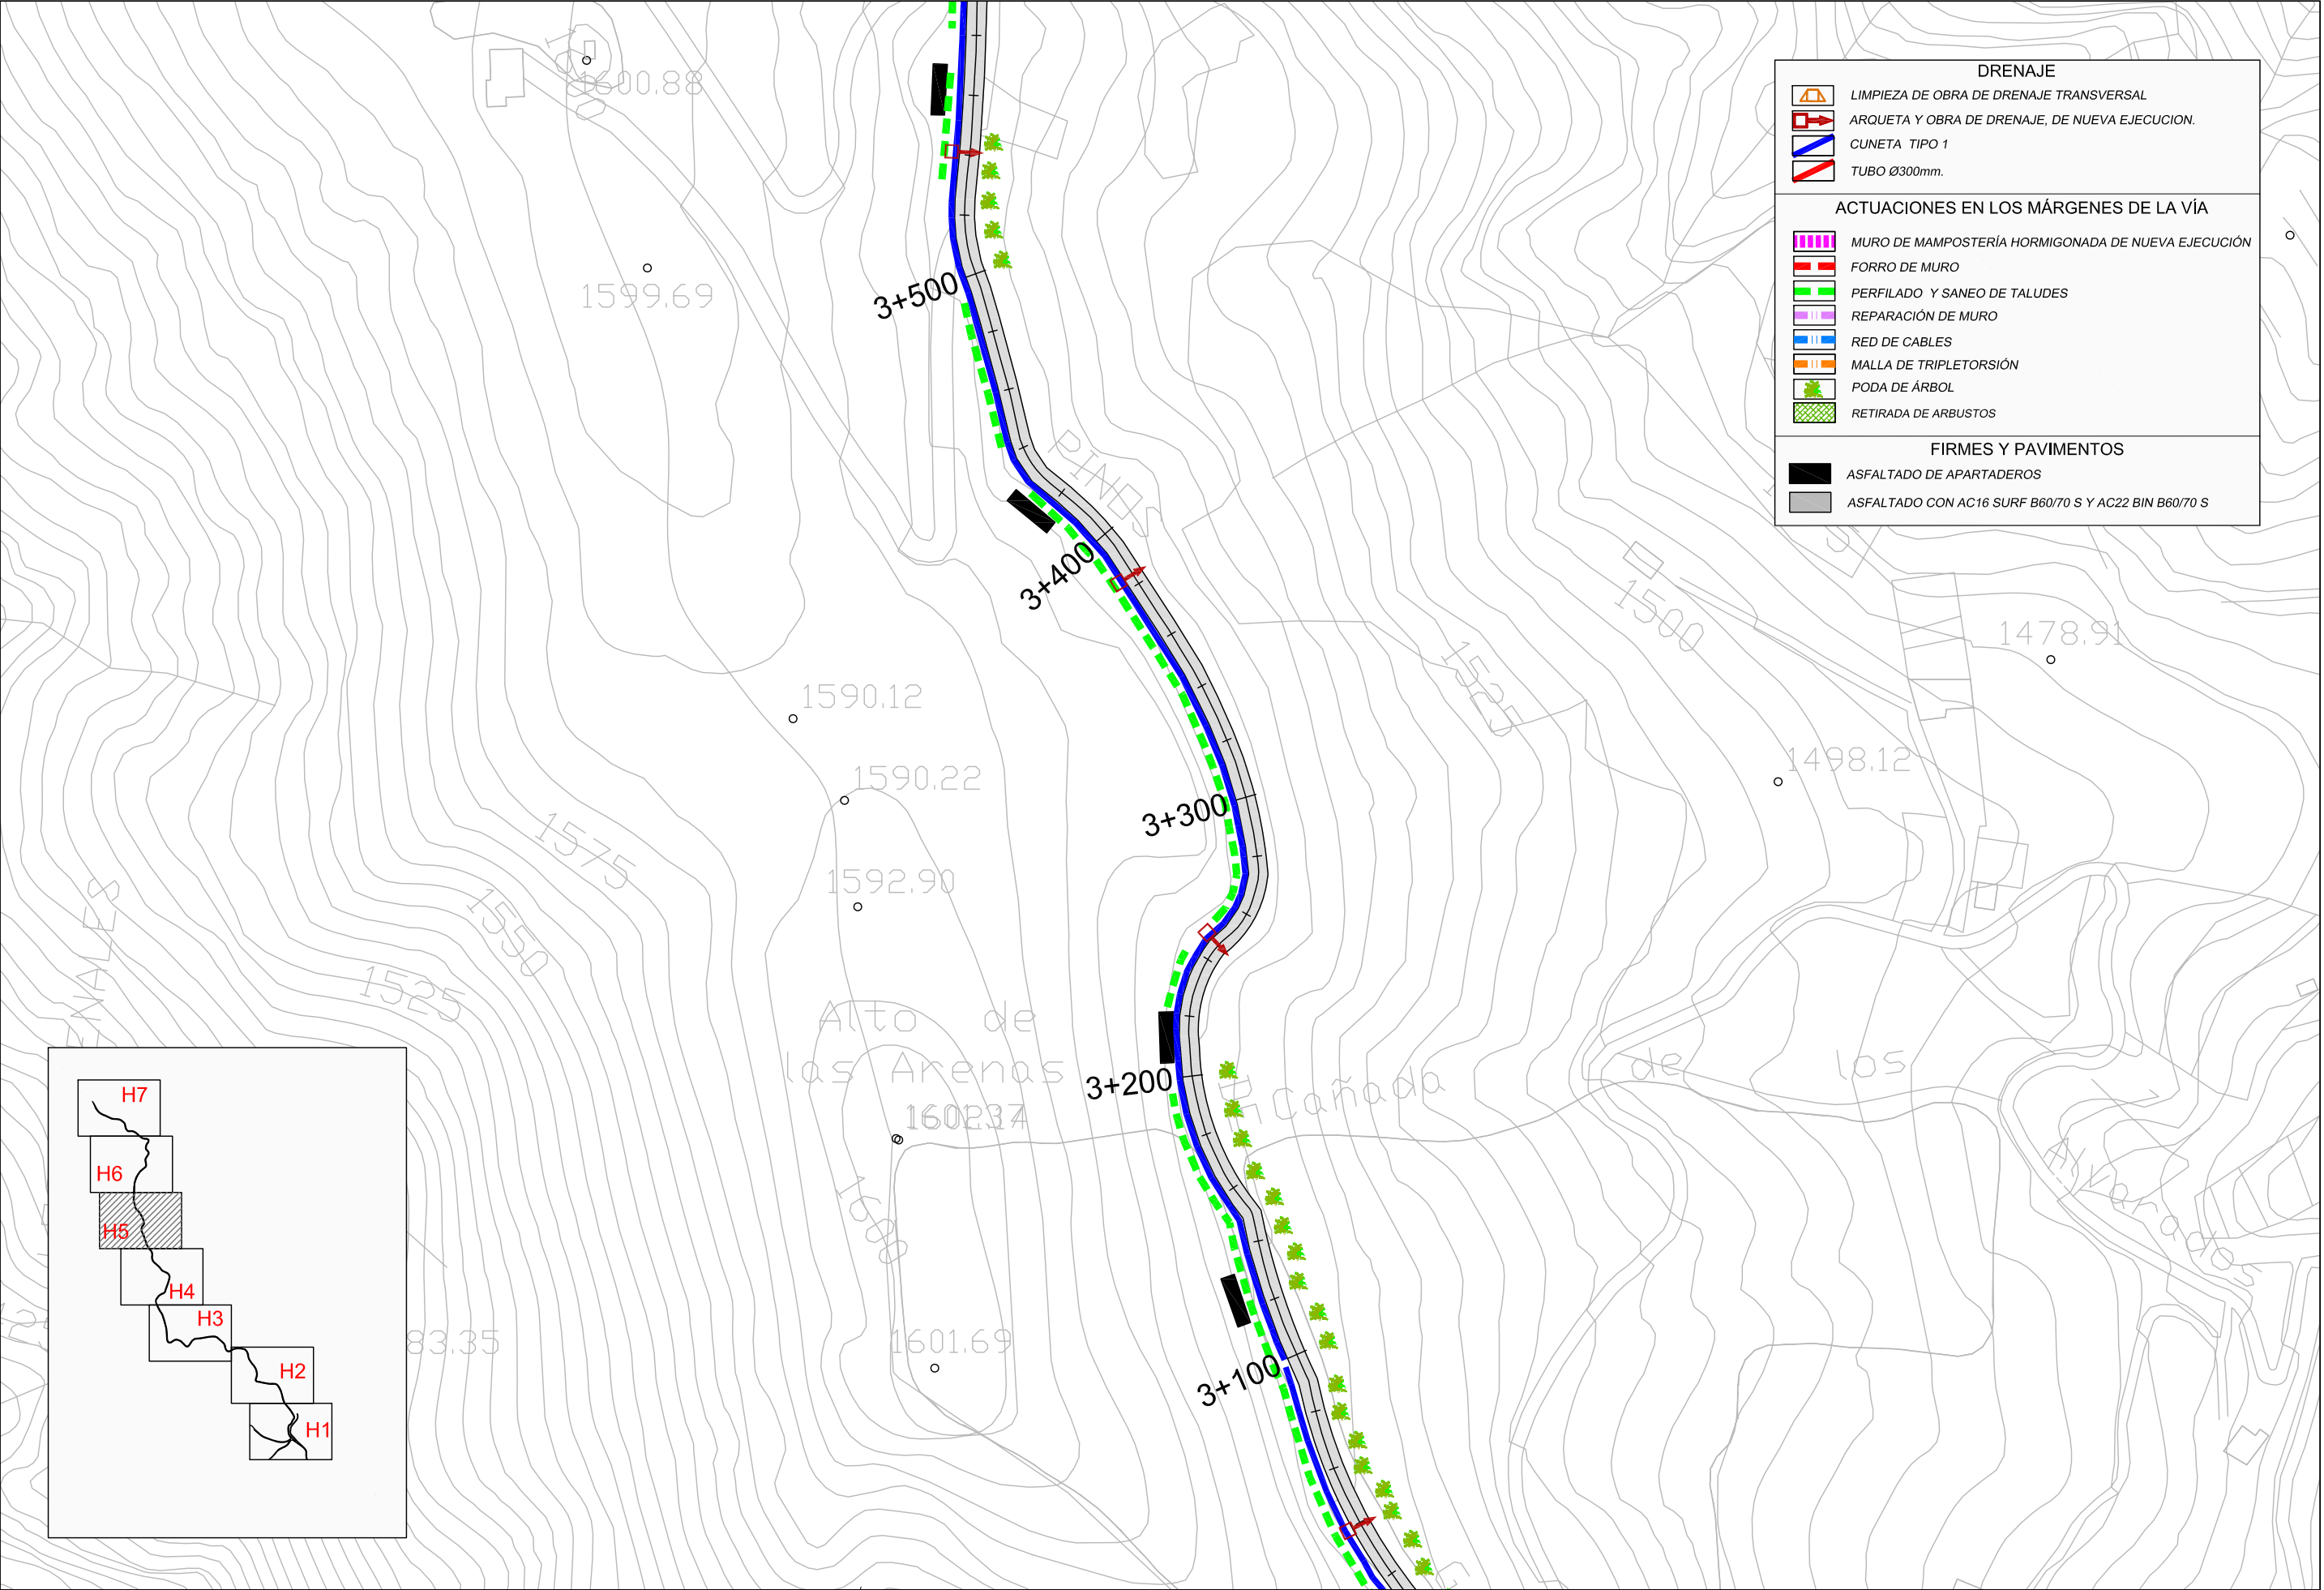 1600.88
1599.69
3+500
PINOS
3+400
1590.12
1590.22
3+300
1592.90
1575
1550
1525
Alto de
las Arenas
3+200
1601.69
3+100
1600
Cañada de los
1500
1525
1478.91
1498.12
83.35
DRENAJE
LIMPIEZA DE OBRA DE DRENAJE TRANSVERSAL
ARQUETA Y OBRA DE DRENAJE, DE NUEVA EJECUCION.
CUNETA TIPO 1
TUBO Ø300mm.
ACTUACIONES EN LOS MÁRGENES DE LA VÍA
MURO DE MAMPOSTERÍA HORMIGONADA DE NUEVA EJECUCIÓN
FORRO DE MURO
PERFILADO Y SANEO DE TALUDES
REPARACIÓN DE MURO
RED DE CABLES
MALLA DE TRIPLETORSIÓN
PODA DE ÁRBOL
RETIRADA DE ARBUSTOS
FIRMES Y PAVIMENTOS
ASFALTADO DE APARTADEROS
ASFALTADO CON AC16 SURF B60/70 S Y AC22 BIN B60/70 S
H7
H6
H5
H4
H3
H2
H1